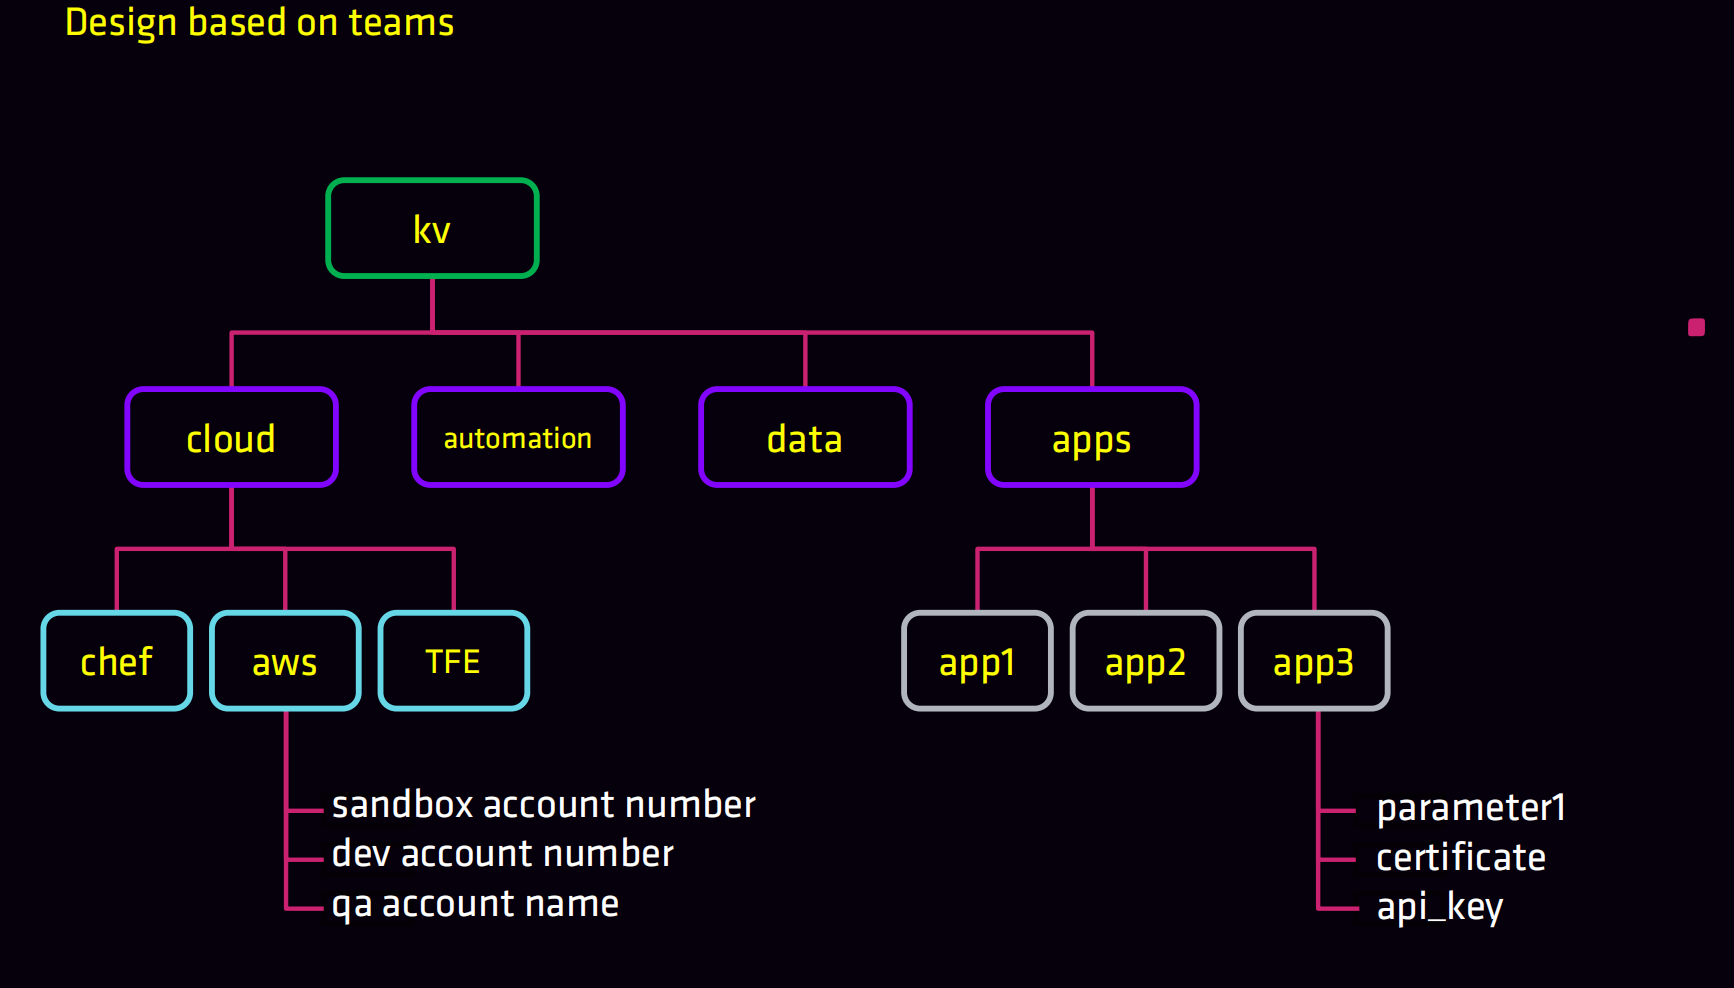 Design based on teams
kv
cloud
automation
data
apps
chef
aws
TFE
app1
app2
app3
sandbox account number
dev account number
qa account name
parameter1
certificate
api_key